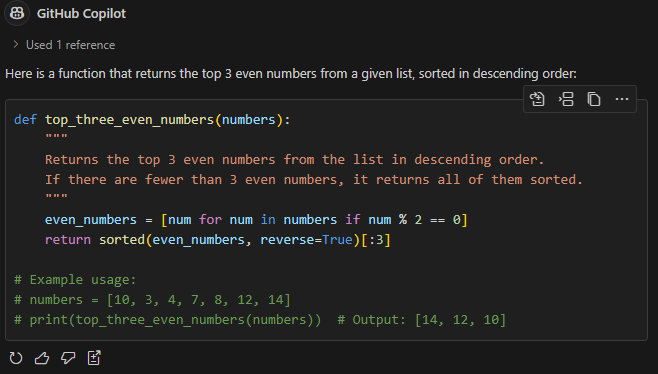 GitHub Copilot
> Used 1 reference
Here is a function that returns the top 3 even numbers from a given list, sorted in descending order:
def top_three_even_numbers(numbers):
    """
    Returns the top 3 even numbers from the list in descending order.
    If there are fewer than 3 even numbers, it returns all of them sorted.
    """
    even_numbers = [num for num in numbers if num % 2 == 0]
    return sorted(even_numbers, reverse=True)[:3]
# Example usage:
# numbers = [10, 3, 4, 7, 8, 12, 14]
# print(top_three_even_numbers(numbers))  # Output: [14, 12, 10]